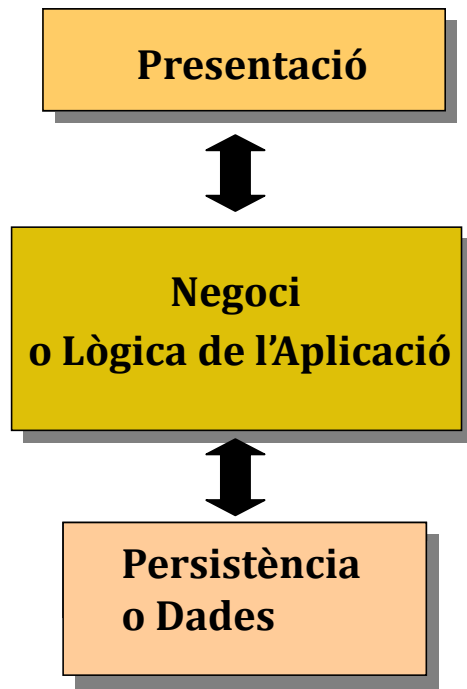 Presentació
Negoci
o Lògica de l’Aplicació
Persistència
o Dades